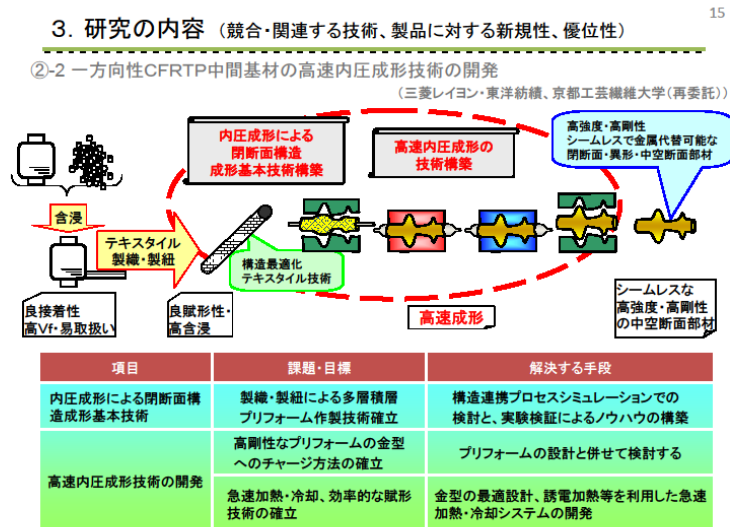 15
3. 研究の内容 (競合・関連する技術、製品に対する新規性、優位性)
②-2 一方向性CFRTP中間基材の高速内圧成形技術の開発
(三菱レイヨン・東洋紡績、京都工芸繊維大学(再委託))
内圧成形による
閉断面構造
成形基本技術構築
高速内圧成形の
技術構築
高強度・高剛性
シームレスで金属代替可能な
閉断面・異形・中空断面部材
含浸
テキスタイル
製織・製紐
構造最適化
テキスタイル技術
良接着性
高Vf・易取扱い
良賦形性・
高含浸
高速成形
シームレスな
高強度・高剛性
の中空断面部材
項目
課題・目標
解決する手段
内圧成形による閉断面構
造成形基本技術
製織・製紐による多層積層
プリフォーム作製技術確立
構造連携プロセスシミュレーションでの
検討と、実験検証によるノウハウの構築
高速内圧成形技術の開発
高剛性なプリフォームの金型
へのチャージ方法の確立
プリフォームの設計と併せて検討する
急速加熱・冷却、効率的な賦形
技術の確立
金型の最適設計、誘電加熱等を利用した急速
加熱・冷却システムの開発